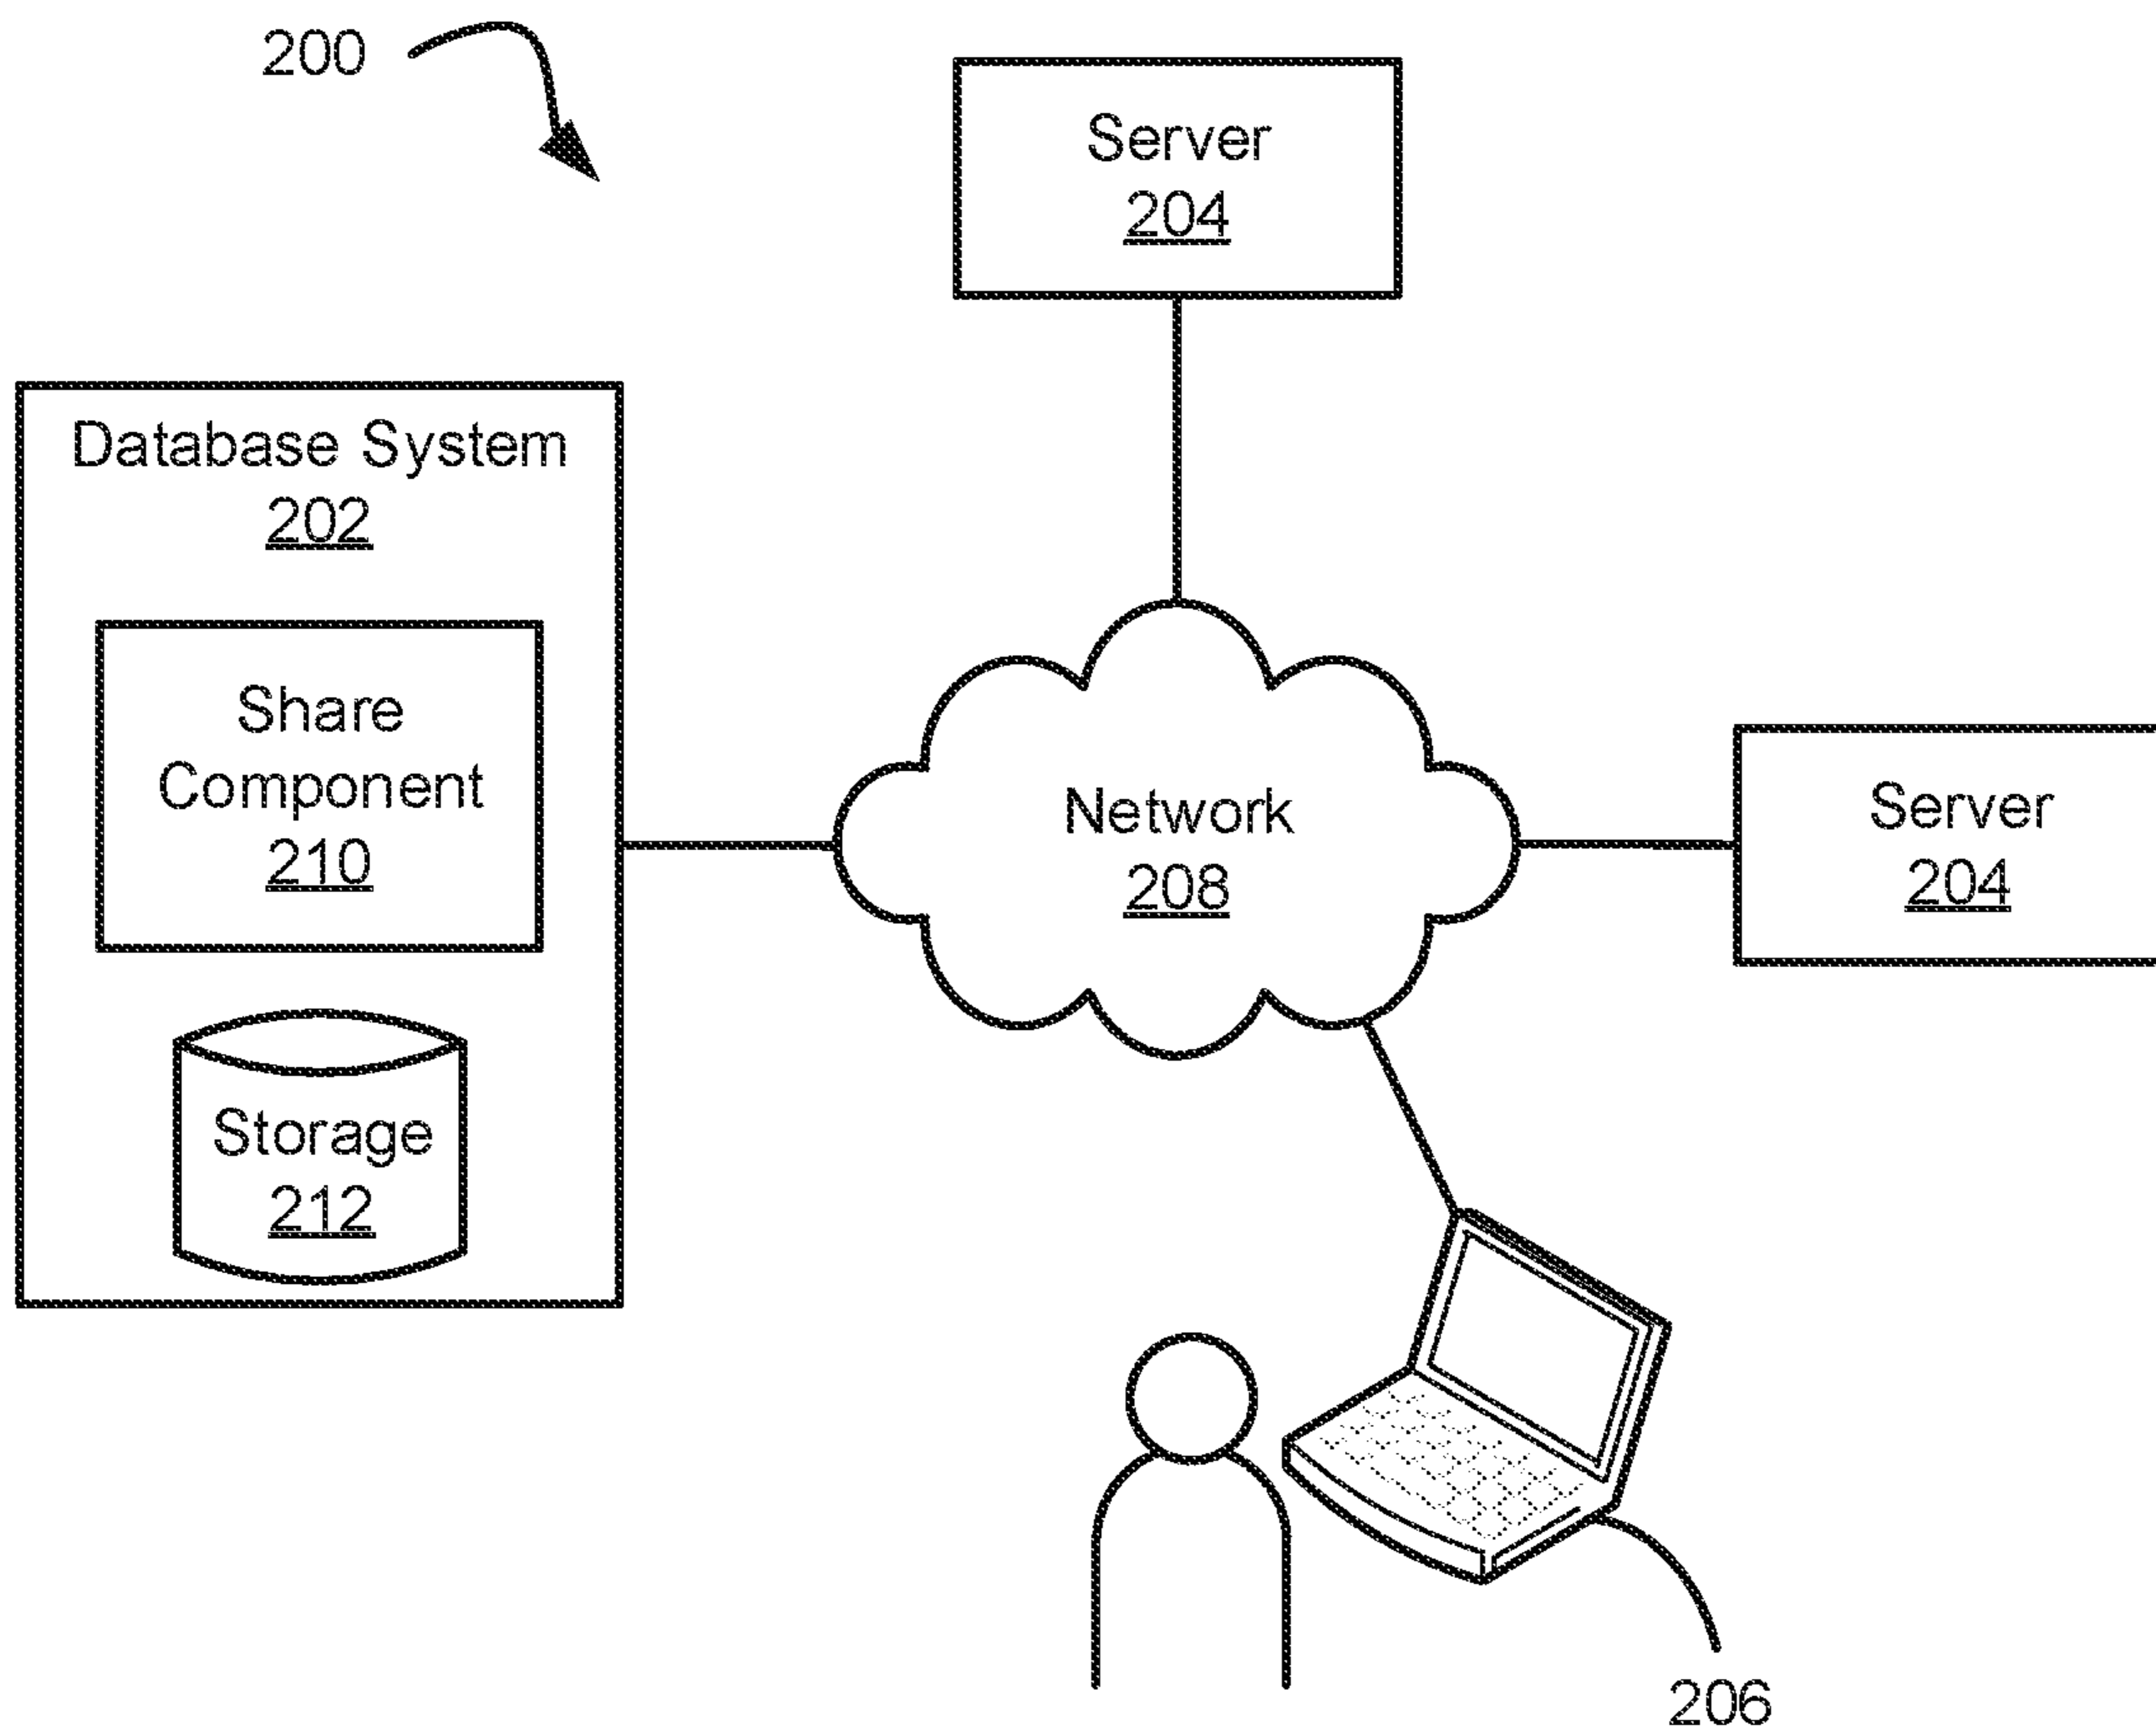 200
Server
204
Database System
202
Share
Component
210
Storage
212
Network
208
Server
204
206